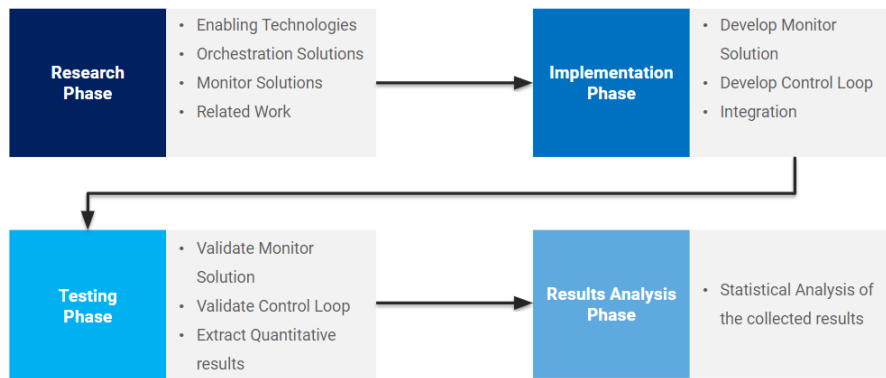 Research
Phase
• Enabling Technologies
• Orchestration Solutions
• Monitor Solutions
• Related Work
Implementation
Phase
• Develop Monitor
Solution
• Develop Control Loop
• Integration
Testing
Phase
• Validate Monitor
Solution
• Validate Control Loop
• Extract Quantitative
results
Results Analysis
Phase
• Statistical Analysis of
the collected results